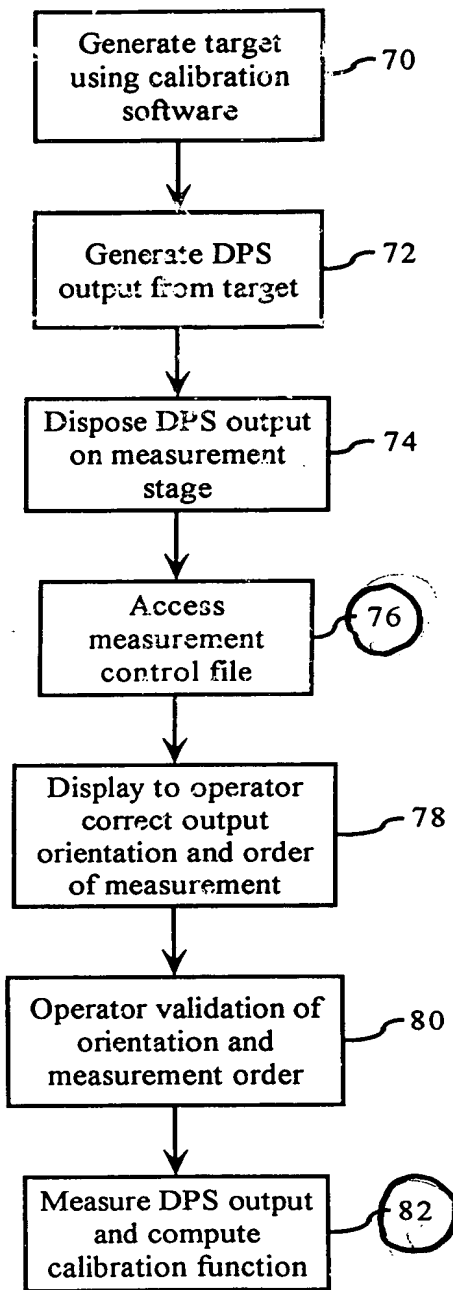 Generate target
using calibration
software
70
Generate DPS
output from target
72
Dispose DPS output
on measurement
stage
74
Access
measurement
control file
76
Display to operator
correct output
orientation and order
of measurement
78
Operator validation of
orientation and
measurement order
80
Measure DPS output
and compute
calibration function
82